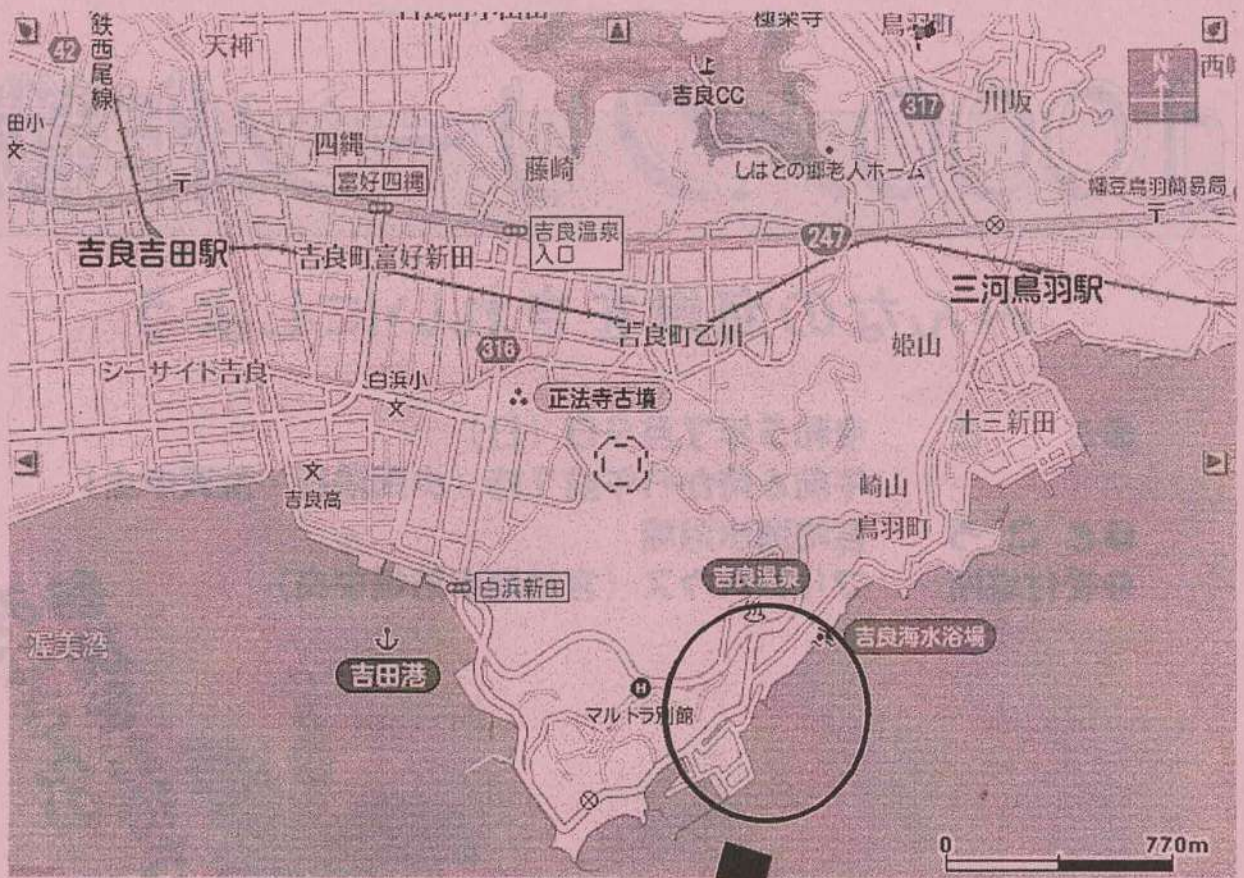 極楽寺
鳥羽町
42
鉄西尾線
天神
N
西
吉良CC
317
川坂
田小
文
四縄
藤崎
しはとの郷老人ホーム
富好四縄
〒
幡豆鳥羽簡易局
〒
吉良温泉
入口
247
吉良吉田駅
吉良町富好新田
三河鳥羽駅
吉良町乙川
316
姫山
シーサイド吉良
白浜小
文
正法寺古墳
十三新田
文
吉良高
崎山
鳥羽町
吉良温泉
白浜新田
渥美湾
吉田港
吉良海水浴場
H
マルトラ別館
0
770m